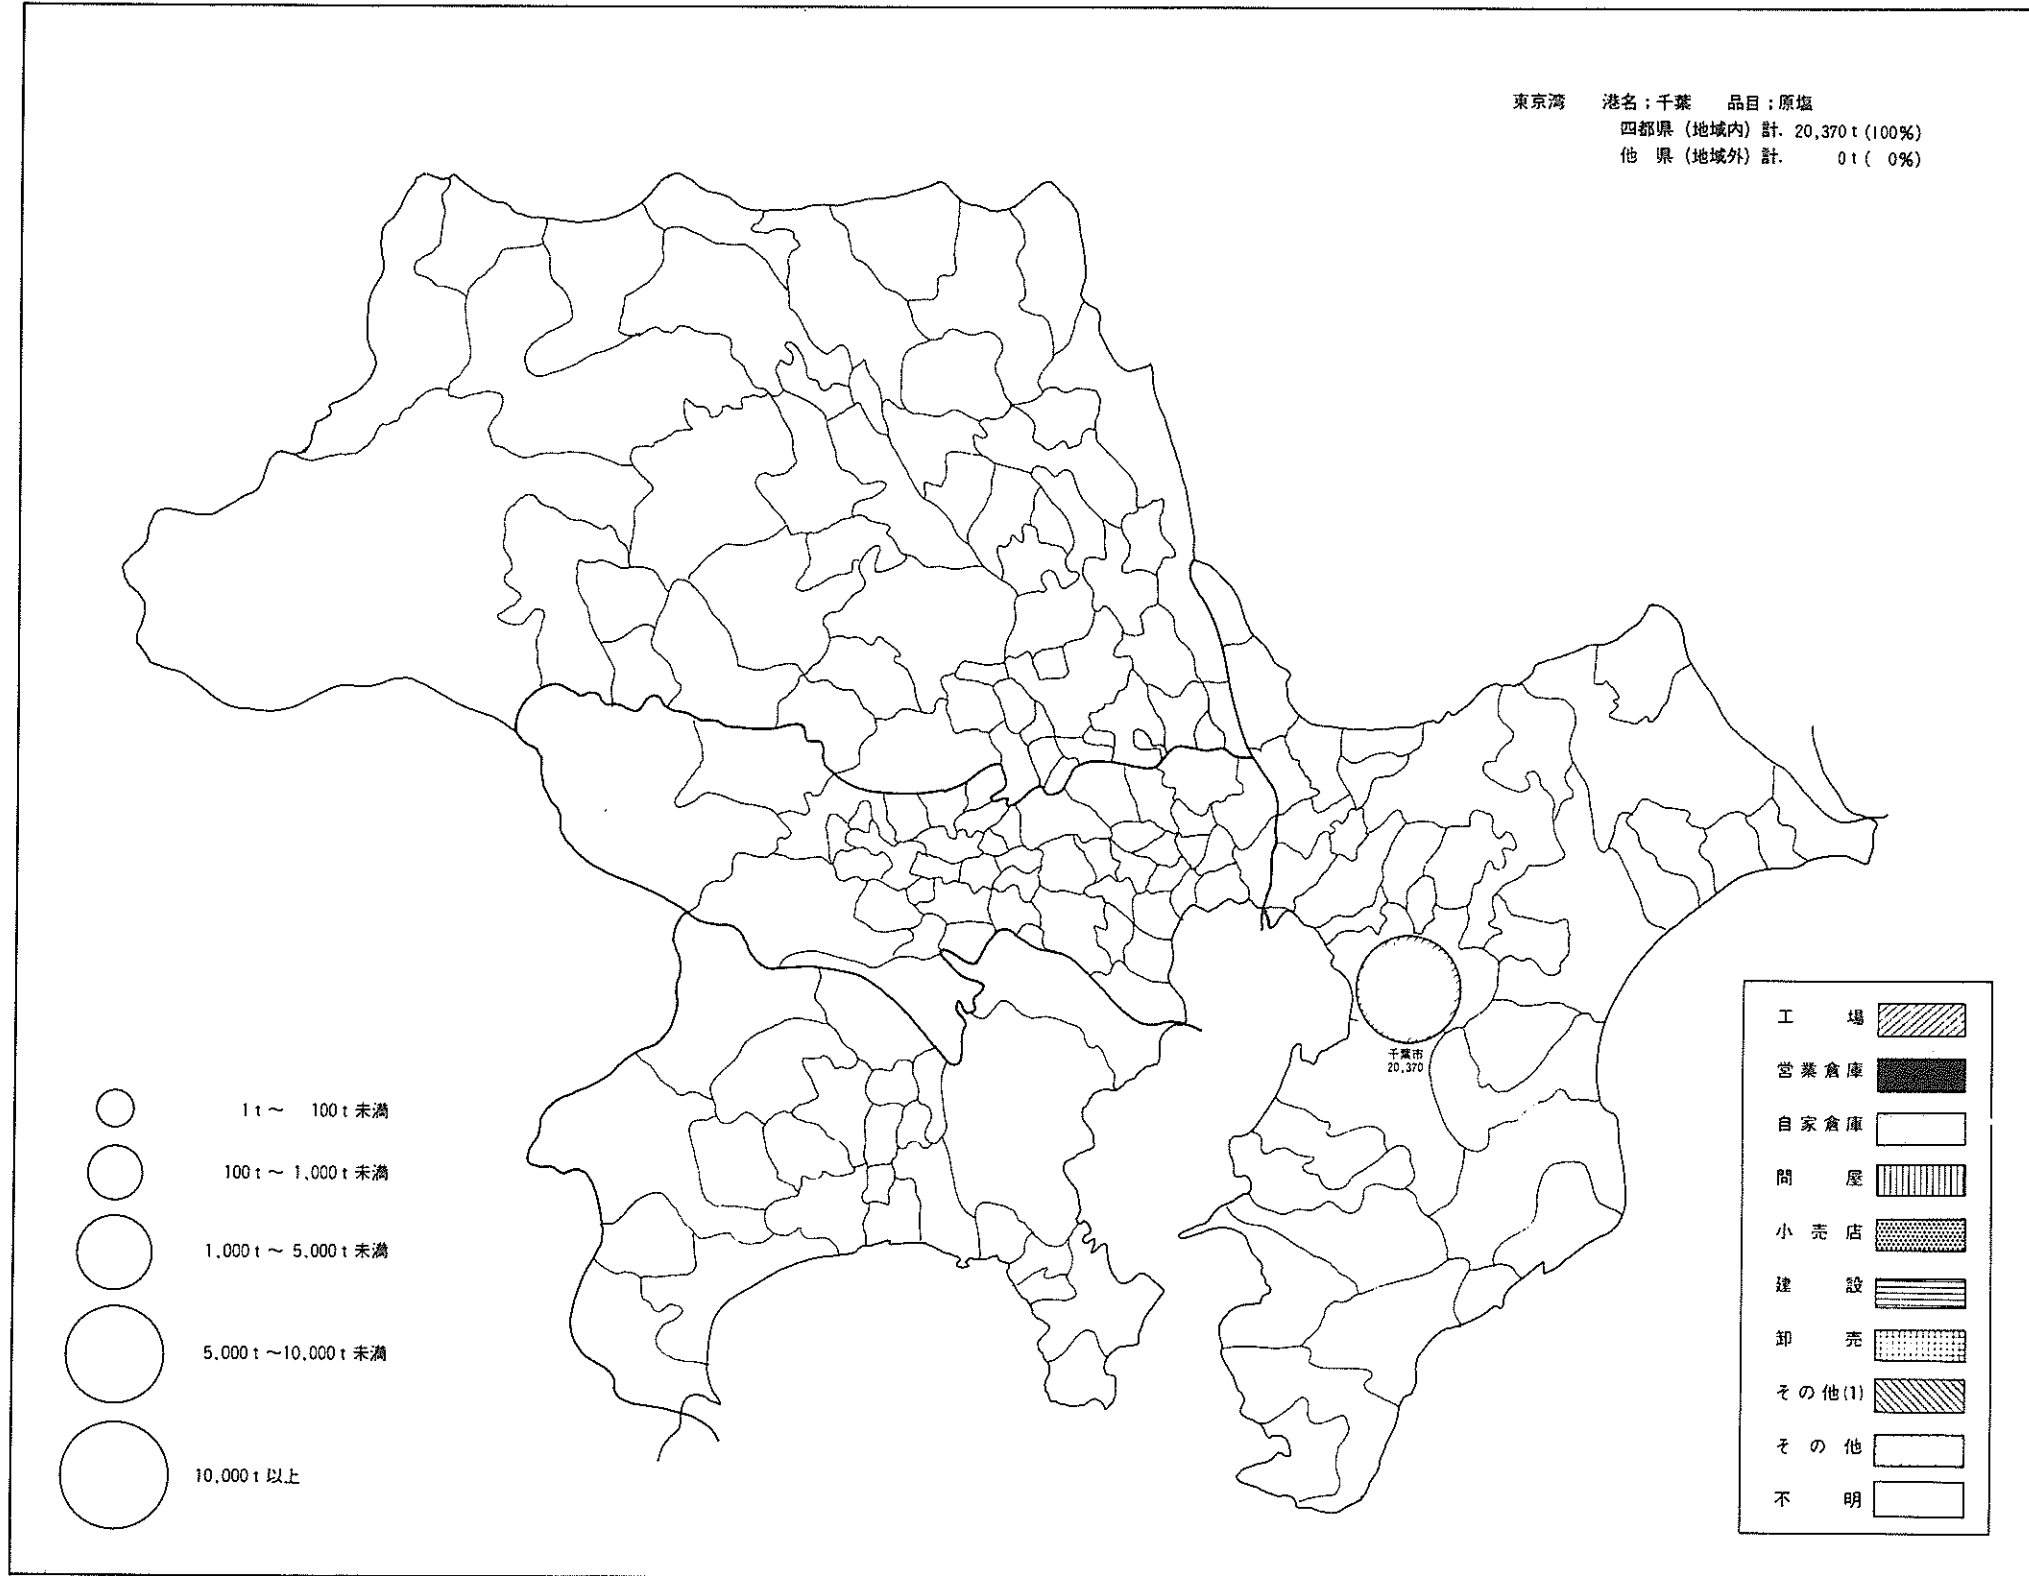 東京湾 港名;千葉 品目;原塩
四都県(地域内)計. 20,370t(100%)
他 県(地域外)計. 0t( 0%)
千葉市
20,370
1t~ 100t未満
100t~ 1,000t未満
1,000t~ 5,000t未満
5,000t~10,000t未満
10,000t以上
工 場
営業倉庫
自家倉庫
問 屋
小売店
建 設
卸 売
その他(1)
その他
不 明